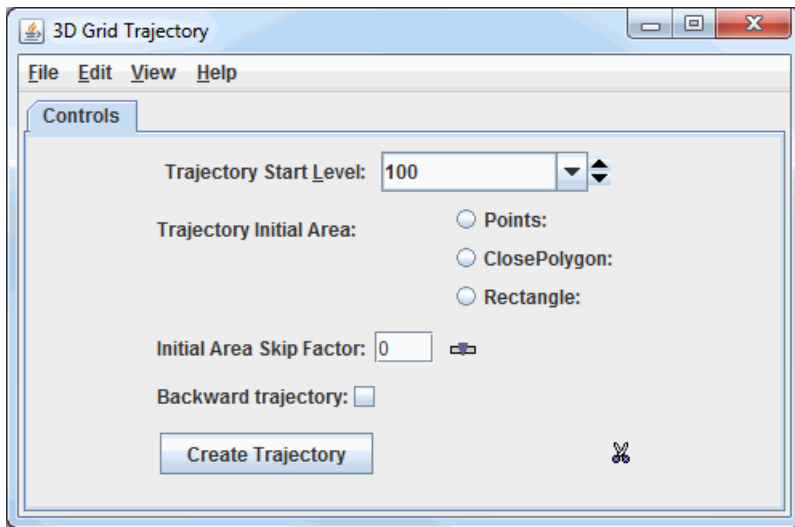 3D Grid Trajectory
File Edit View Help
Controls
Trajectory Start Level: 100
Trajectory Initial Area:
Points:
ClosePolygon:
Rectangle:
Initial Area Skip Factor: 0
Backward trajectory:
Create Trajectory